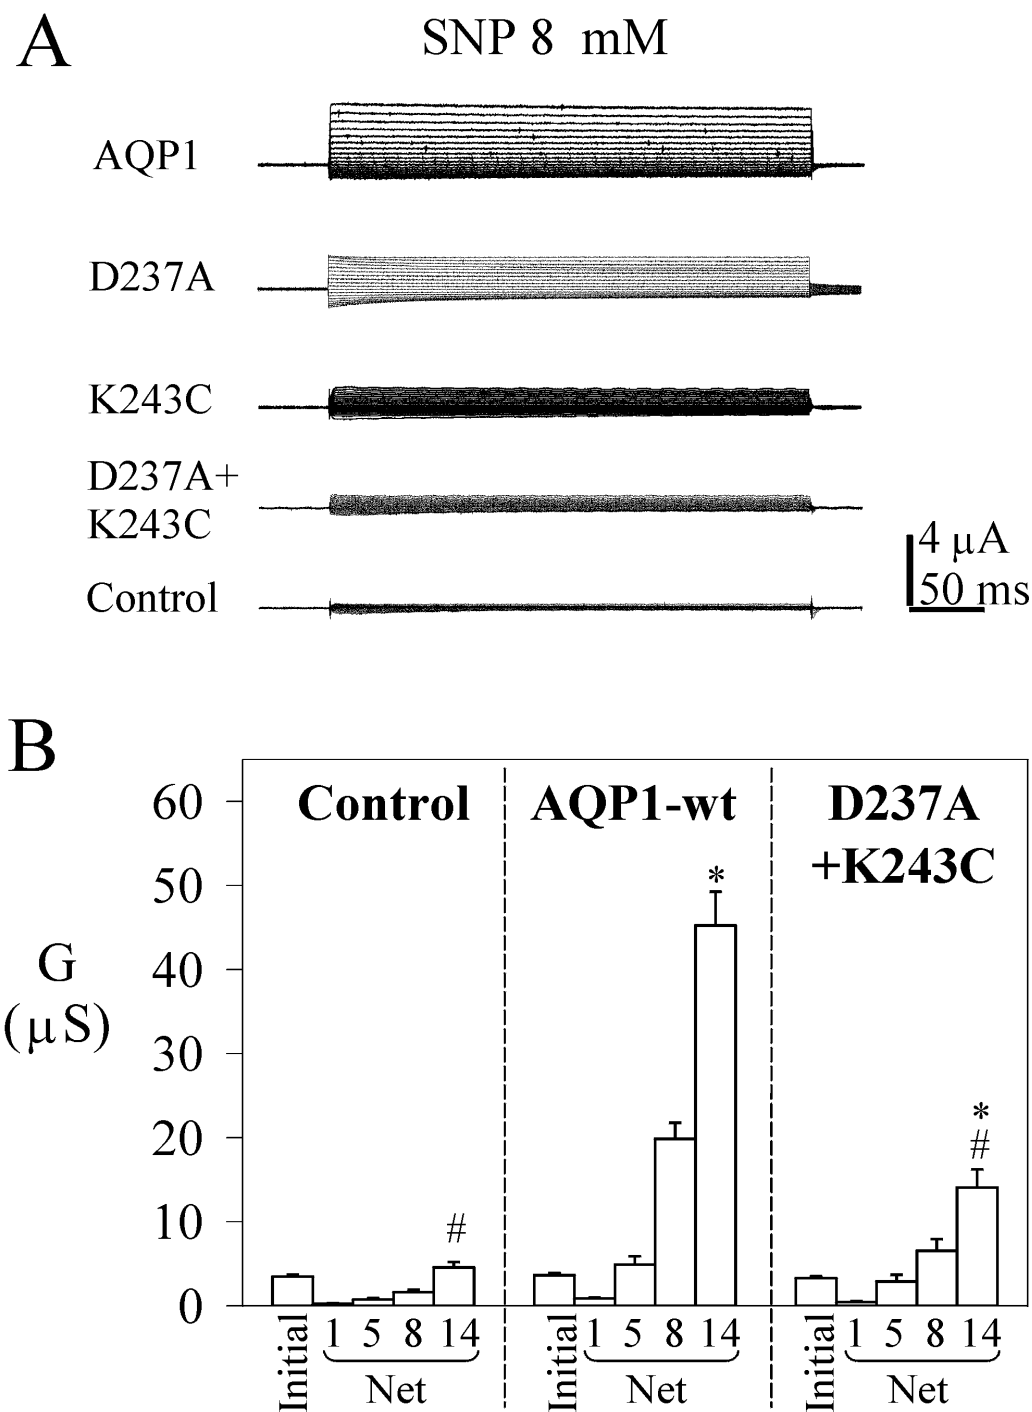 A
SNP 8 mM
AQP1
D237A
K243C
D237A+
K243C
Control
4 µA
50 ms
B
Control
AQP1-wt
D237A
+K243C
G
(µS)
60
50
40
30
20
10
0
*
*
#
#
Initial 1 5 8 14 Initial 1 5 8 14 Initial 1 5 8 14
Net Net Net